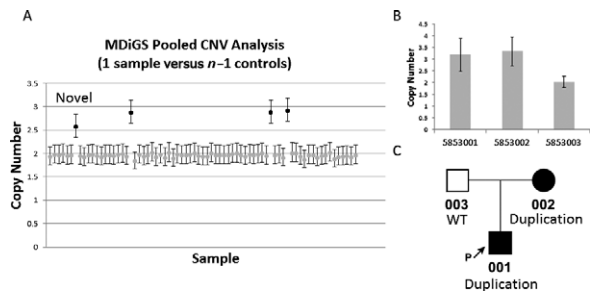 A
MDiGS Pooled CNV Analysis
(1 sample versus n–1 controls)
Copy Number
3.5
3
2.5
2
1.5
1
0.5
0
Novel
Sample
B
Copy Number
4.5
4
3.5
3
2.5
2
1.5
1
0.5
0
5853001 5853002 5853003
C
003
WT
002
Duplication
P
001
Duplication